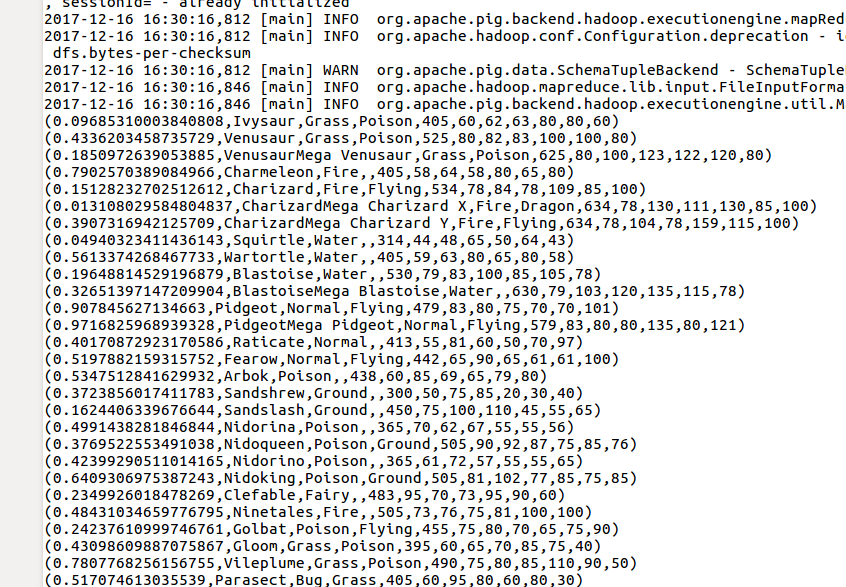 , sessionId= - already initialized
2017-12-16 16:30:16,812 [main] INFO  org.apache.pig.backend.hadoop.executionengine.mapRed
2017-12-16 16:30:16,812 [main] INFO  org.apache.hadoop.conf.Configuration.deprecation - i
 dfs.bytes-per-checksum
2017-12-16 16:30:16,812 [main] WARN  org.apache.pig.data.SchemaTupleBackend - SchemaTuple
2017-12-16 16:30:16,846 [main] INFO  org.apache.hadoop.mapreduce.lib.input.FileInputForma
2017-12-16 16:30:16,846 [main] INFO  org.apache.pig.backend.hadoop.executionengine.util.M
(0.09685310003840808,Ivysaur,Grass,Poison,405,60,62,63,80,80,60)
(0.4336203458735729,Venusaur,Grass,Poison,525,80,82,83,100,100,80)
(0.1850972639053885,VenusaurMega Venusaur,Grass,Poison,625,80,100,123,122,120,80)
(0.7902570389084966,Charmeleon,Fire,,405,58,64,58,80,65,80)
(0.15128232702512612,Charizard,Fire,Flying,534,78,84,78,109,85,100)
(0.013108029584804837,CharizardMega Charizard X,Fire,Dragon,634,78,130,111,130,85,100)
(0.3907316942125709,CharizardMega Charizard Y,Fire,Flying,634,78,104,78,159,115,100)
(0.04940323411436143,Squirtle,Water,,314,44,48,65,50,64,43)
(0.5613374268467733,Wartortle,Water,,405,59,63,80,65,80,58)
(0.19648814529196879,Blastoise,Water,,530,79,83,100,85,105,78)
(0.32651397147209904,BlastoiseMega Blastoise,Water,,630,79,103,120,135,115,78)
(0.907845627134663,Pidgeot,Normal,Flying,479,83,80,75,70,70,101)
(0.9716825968939328,PidgeotMega Pidgeot,Normal,Flying,579,83,80,80,135,80,121)
(0.40170872923170586,Raticate,Normal,,413,55,81,60,50,70,97)
(0.5197882159315752,Fearow,Normal,Flying,442,65,90,65,61,61,100)
(0.5347512841629932,Arbok,Poison,,438,60,85,69,65,79,80)
(0.3723856017411783,Sandshrew,Ground,,300,50,75,85,20,30,40)
(0.1624406339676644,Sandslash,Ground,,450,75,100,110,45,55,65)
(0.4991438281846844,Nidorina,Poison,,365,70,62,67,55,55,56)
(0.3769522553491038,Nidoqueen,Poison,Ground,505,90,92,87,75,85,76)
(0.42399290511014165,Nidorino,Poison,,365,61,72,57,55,55,65)
(0.6409306975387243,Nidoking,Poison,Ground,505,81,102,77,85,75,85)
(0.2349926018478269,Clefable,Fairy,,483,95,70,73,95,90,60)
(0.48431034659776795,Ninetales,Fire,,505,73,76,75,81,100,100)
(0.24237610999746761,Golbat,Poison,Flying,455,75,80,70,65,75,90)
(0.43098609887075867,Gloom,Grass,Poison,395,60,65,70,85,75,40)
(0.7807768256156755,Vileplume,Grass,Poison,490,75,80,85,110,90,50)
(0.517074613035539,Parasect,Bug,Grass,405,60,95,80,60,80,30)